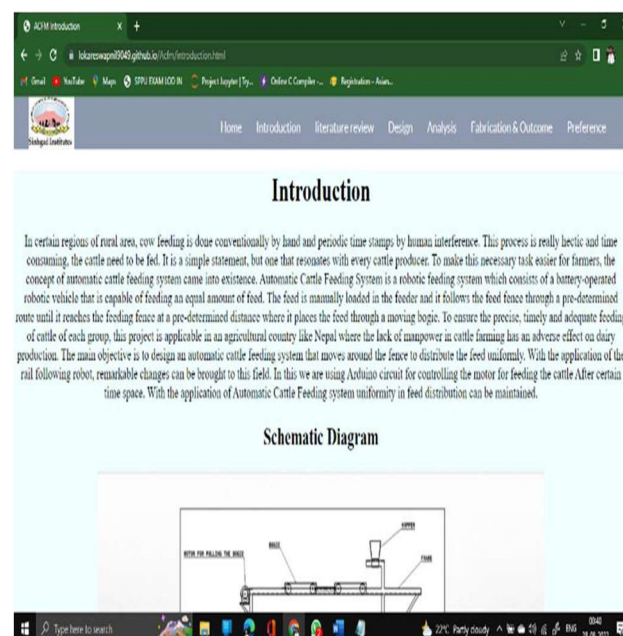 ACFM Introduction
lokareswapnil9049.github.io/Acfm/introduction.html
Gmail YouTube Maps SPPU EXAM LOG IN Project Jupyter | Try... Online C Compiler -... Registration - Asian...
Sinhgad Institutes
Home Introduction literature review Design Analysis Fabrication & Outcome Preference
Introduction
In certain regions of rural area, cow feeding is done conventionally by hand and periodic time stamps by human interference. This process is really hectic and time
consuming, the cattle need to be fed. It is a simple statement, but one that resonates with every cattle producer. To make this necessary task easier for farmers, the
concept of automatic cattle feeding system came into existence. Automatic Cattle Feeding System is a robotic feeding system which consists of a battery-operated
robotic vehicle that is capable of feeding an equal amount of feed. The feed is manually loaded in the feeder and it follows the feed fence through a pre-determined
route until it reaches the feeding fence at a pre-determined distance where it places the feed through a moving bogie. To ensure the precise, timely and adequate feeding
of cattle of each group, this project is applicable in an agricultural country like Nepal where the lack of manpower in cattle farming has an adverse effect on dairy
production. The main objective is to design an automatic cattle feeding system that moves around the fence to distribute the feed uniformly. With the application of the
rail following robot, remarkable changes can be brought to this field. In this we are using Arduino circuit for controlling the motor for feeding the cattle After certain
time space. With the application of Automatic Cattle Feeding system uniformity in feed distribution can be maintained.
Schematic Diagram
HOPPER
BOGIE
MOTOR FOR PULLING THE BOGIE
FRAME
Type here to search
22°C Partly cloudy ENG 00:40